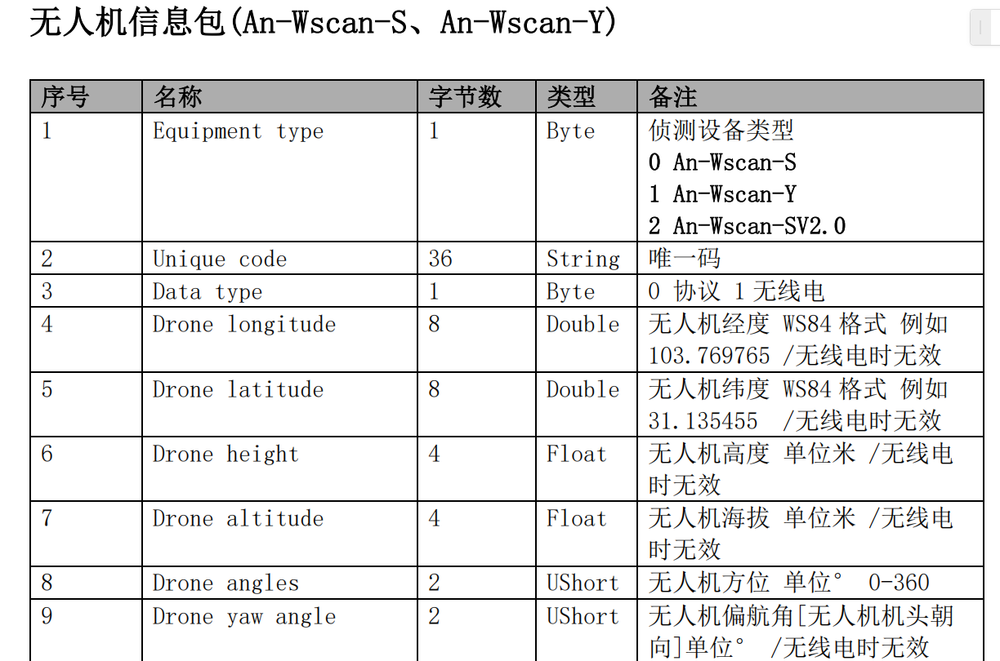 无人机信息包(An-Wscan-S、An-Wscan-Y)
序号 名称 字节数 类型 备注
1 Equipment type 1 Byte 侦测设备类型
0 An-Wscan-S
1 An-Wscan-Y
2 An-Wscan-SV2.0
2 Unique code 36 String 唯一码
3 Data type 1 Byte 0 协议 1 无线电
4 Drone longitude 8 Double 无人机经度 WS84 格式 例如
103.769765 /无线电时无效
5 Drone latitude 8 Double 无人机纬度 WS84 格式 例如
31.135455 /无线电时无效
6 Drone height 4 Float 无人机高度 单位米 /无线电
时无效
7 Drone altitude 4 Float 无人机海拔 单位米 /无线电
时无效
8 Drone angles 2 UShort 无人机方位 单位° 0-360
9 Drone yaw angle 2 UShort 无人机偏航角[无人机机头朝
向]单位° /无线电时无效